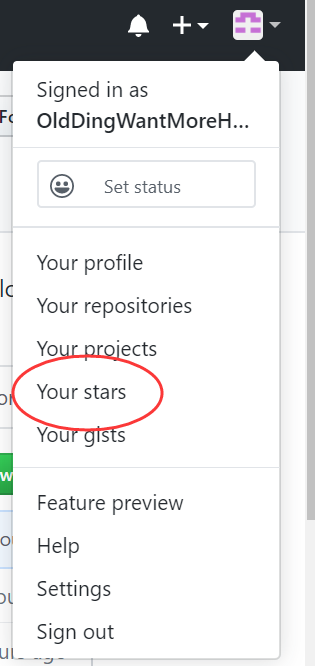 Signed in as
OldDingWantMoreH...
Set status
Your profile
Your repositories
Your projects
Your stars
Your gists
Feature preview
Help
Settings
Sign out